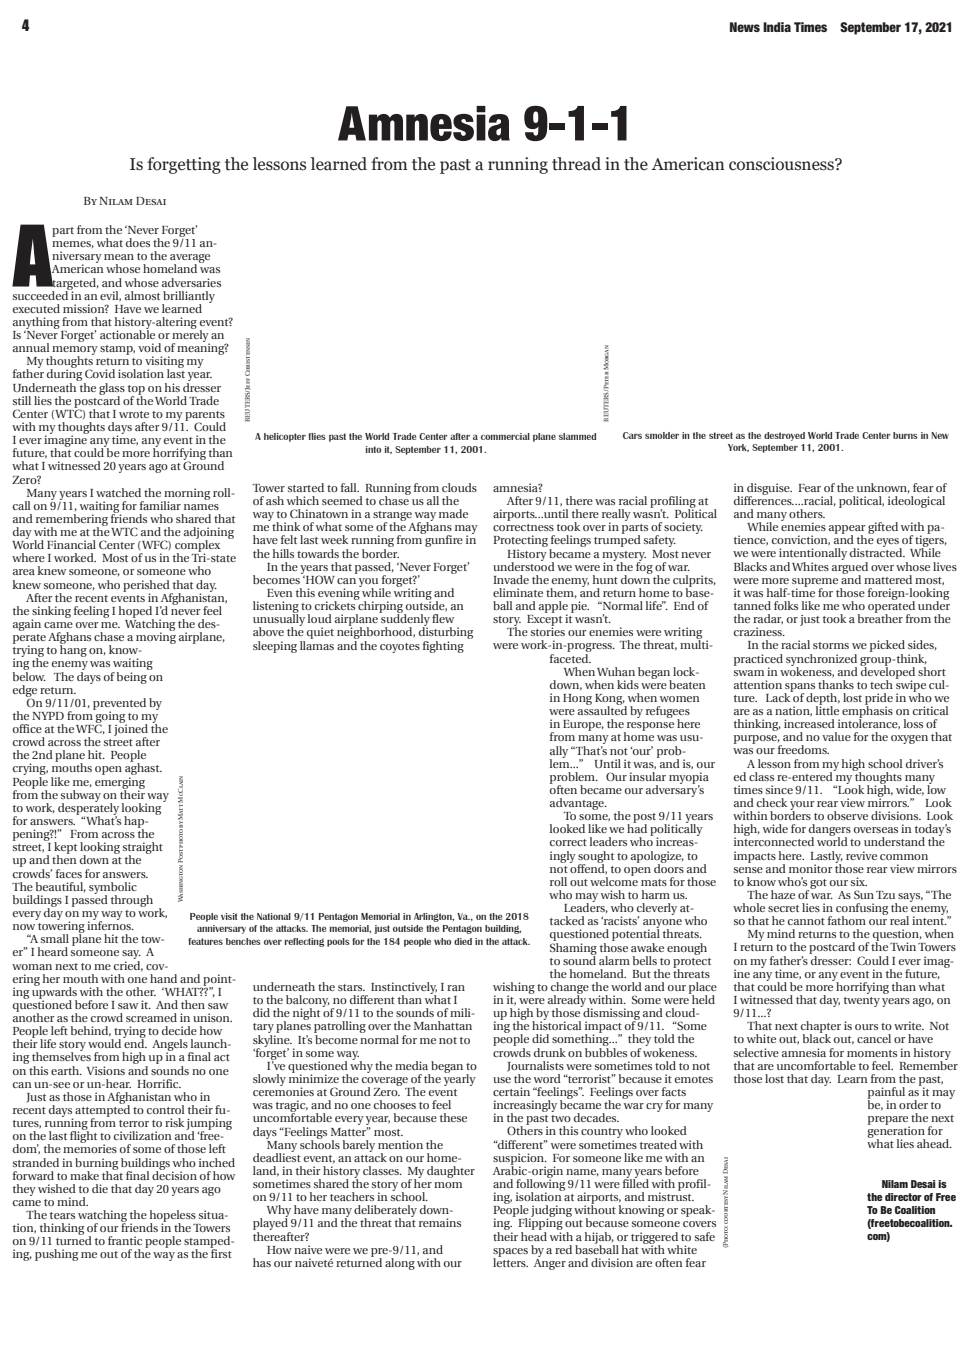 4
News India Times September 17, 2021
Amnesia 9-1-1
Is forgetting the lessons learned from the past a running thread in the American consciousness?
By Nilam Desai
Apart from the ‘Never Forget’
memes, what does the 9/11 an-
niversary mean to the average
American whose homeland was
targeted, and whose adversaries
succeeded in an evil, almost brilliantly
executed mission? Have we learned
anything from that history-altering event?
Is ‘Never Forget’ actionable or merely an
annual memory stamp, void of meaning?
My thoughts return to visiting my
father during Covid isolation last year.
Underneath the glass top on his dresser
still lies the postcard of the World Trade
Center (WTC) that I wrote to my parents
with my thoughts days after 9/11. Could
I ever imagine any time, any event in the
future, that could be more horrifying than
what I witnessed 20 years ago at Ground
Zero?
Many years I watched the morning roll-
call on 9/11, waiting for familiar names
and remembering friends who shared that
day with me at the WTC and the adjoining
World Financial Center (WFC) complex
where I worked. Most of us in the Tri-state
area knew someone, or someone who
knew someone, who perished that day.
After the recent events in Afghanistan,
the sinking feeling I hoped I’d never feel
again came over me. Watching the des-
perate Afghans chase a moving airplane,
trying to hang on, know-
ing the enemy was waiting
below. The days of being on
edge return.
On 9/11/01, prevented by
the NYPD from going to my
office at the WFC, I joined the
crowd across the street after
the 2nd plane hit. People
crying, mouths open aghast.
People like me, emerging
from the subway on their way
to work, desperately looking
for answers. “What’s hap-
pening?!” From across the
street, I kept looking straight
up and then down at the
crowds’ faces for answers.
The beautiful, symbolic
buildings I passed through
every day on my way to work,
now towering infernos.
“A small plane hit the tow-
er” I heard someone say. A
woman next to me cried, cov-
ering her mouth with one hand and point-
ing upwards with the other. ‘WHAT??”, I
questioned before I saw it. And then saw
another as the crowd screamed in unison.
People left behind, trying to decide how
their life story would end. Angels launch-
ing themselves from high up in a final act
on this earth. Visions and sounds no one
can un-see or un-hear. Horrific.
Just as those in Afghanistan who in
recent days attempted to control their fu-
tures, running from terror to risk jumping
on the last flight to civilization and ‘free-
dom’, the memories of some of those left
stranded in burning buildings who inched
forward to make that final decision of how
they wished to die that day 20 years ago
came to mind.
The tears watching the hopeless situa-
tion, thinking of our friends in the Towers
on 9/11 turned to frantic people stamped-
ing, pushing me out of the way as the first
REUTERS/Jeff Christensen
A helicopter flies past the World Trade Center after a commercial plane slammed
into it, September 11, 2001.
REUTERS/Peter Morgan
Cars smolder in the street as the destroyed World Trade Center burns in New
York, September 11, 2001.
Tower started to fall. Running from clouds
of ash which seemed to chase us all the
way to Chinatown in a strange way made
me think of what some of the Afghans may
have felt last week running from gunfire in
the hills towards the border.
In the years that passed, ‘Never Forget’
becomes ‘HOW can you forget?’
Even this evening while writing and
listening to crickets chirping outside, an
unusually loud airplane suddenly flew
above the quiet neighborhood, disturbing
sleeping llamas and the coyotes fighting
Washington Post photo by Matt McClain
People visit the National 9/11 Pentagon Memorial in Arlington, Va., on the 2018
anniversary of the attacks. The memorial, just outside the Pentagon building,
features benches over reflecting pools for the 184 people who died in the attack.
underneath the stars. Instinctively, I ran
to the balcony, no different than what I
did the night of 9/11 to the sounds of mili-
tary planes patrolling over the Manhattan
skyline. It’s become normal for me not to
‘forget’ in some way.
I’ve questioned why the media began to
slowly minimize the coverage of the yearly
ceremonies at Ground Zero. The event
was tragic, and no one chooses to feel
uncomfortable every year, because these
days “Feelings Matter” most.
Many schools barely mention the
deadliest event, an attack on our home-
land, in their history classes. My daughter
sometimes shared the story of her mom
on 9/11 to her teachers in school.
Why have many deliberately down-
played 9/11 and the threat that remains
thereafter?
How naive were we pre-9/11, and
has our naiveté returned along with our
amnesia?
After 9/11, there was racial profiling at
airports...until there really wasn’t. Political
correctness took over in parts of society.
Protecting feelings trumped safety.
History became a mystery. Most never
understood we were in the fog of war.
Invade the enemy, hunt down the culprits,
eliminate them, and return home to base-
ball and apple pie. “Normal life”. End of
story. Except it wasn’t.
The stories our enemies were writing
were work-in-progress. The threat, multi-
faceted.
When Wuhan began lock-
down, when kids were beaten
in Hong Kong, when women
were assaulted by refugees
in Europe, the response here
from many at home was usu-
ally “That’s not ‘our’ prob-
lem...” Until it was, and is, our
problem. Our insular myopia
often became our adversary’s
advantage.
To some, the post 9/11 years
looked like we had politically
correct leaders who increas-
ingly sought to apologize, to
not offend, to open doors and
roll out welcome mats for those
who may wish to harm us.
Leaders, who cleverly at-
tacked as ‘racists’ anyone who
questioned potential threats.
Shaming those awake enough
to sound alarm bells to protect
the homeland. But the threats
wishing to change the world and our place
in it, were already within. Some were held
up high by those dismissing and cloud-
ing the historical impact of 9/11. “Some
people did something...” they told the
crowds drunk on bubbles of wokeness.
Journalists were sometimes told to not
use the word “terrorist” because it emotes
certain “feelings”. Feelings over facts
increasingly became the war cry for many
in the past two decades.
Others in this country who looked
“different” were sometimes treated with
suspicion. For someone like me with an
Arabic-origin name, many years before
and following 9/11 were filled with profil-
ing, isolation at airports, and mistrust.
People judging without knowing or speak-
ing. Flipping out because someone covers
their head with a hijab, or triggered to safe
spaces by a red baseball hat with white
letters. Anger and division are often fear
in disguise. Fear of the unknown, fear of
differences....racial, political, ideological
and many others.
While enemies appear gifted with pa-
tience, conviction, and the eyes of tigers,
we were intentionally distracted. While
Blacks and Whites argued over whose lives
were more supreme and mattered most,
it was half-time for those foreign-looking
tanned folks like me who operated under
the radar, or just took a breather from the
craziness.
In the racial storms we picked sides,
practiced synchronized group-think,
swam in wokeness, and developed short
attention spans thanks to tech swipe cul-
ture. Lack of depth, lost pride in who we
are as a nation, little emphasis on critical
thinking, increased intolerance, loss of
purpose, and no value for the oxygen that
was our freedoms.
A lesson from my high school driver’s
ed class re-entered my thoughts many
times since 9/11. “Look high, wide, low
and check your rear view mirrors.” Look
within borders to observe divisions. Look
high, wide for dangers overseas in today’s
interconnected world to understand the
impacts here. Lastly, revive common
sense and monitor those rear view mirrors
to know who’s got our six.
The haze of war. As Sun Tzu says, “The
whole secret lies in confusing the enemy,
so that he cannot fathom our real intent.”
My mind returns to the question, when
I return to the postcard of the Twin Towers
on my father’s dresser: Could I ever imag-
ine any time, or any event in the future,
that could be more horrifying than what
I witnessed that day, twenty years ago, on
9/11...?
That next chapter is ours to write. Not
to white out, black out, cancel or have
selective amnesia for moments in history
that are uncomfortable to feel. Remember
those lost that day. Learn from the past,
painful as it may
be, in order to
prepare the next
generation for
what lies ahead.
(Photo: courtesy Nilam Desai
Nilam Desai is
the director of Free
To Be Coalition
(freetobecoalition.
com)